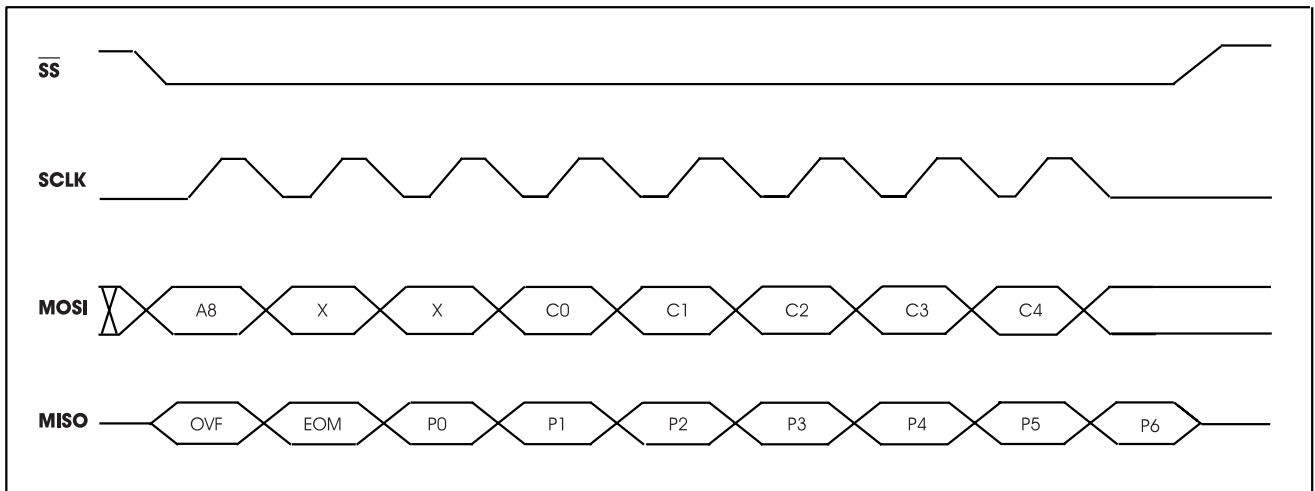 SS
SCLK
MOSI A8 X X C0 C1 C2 C3 C4
MISO OVF EOM P0 P1 P2 P3 P4 P5 P6